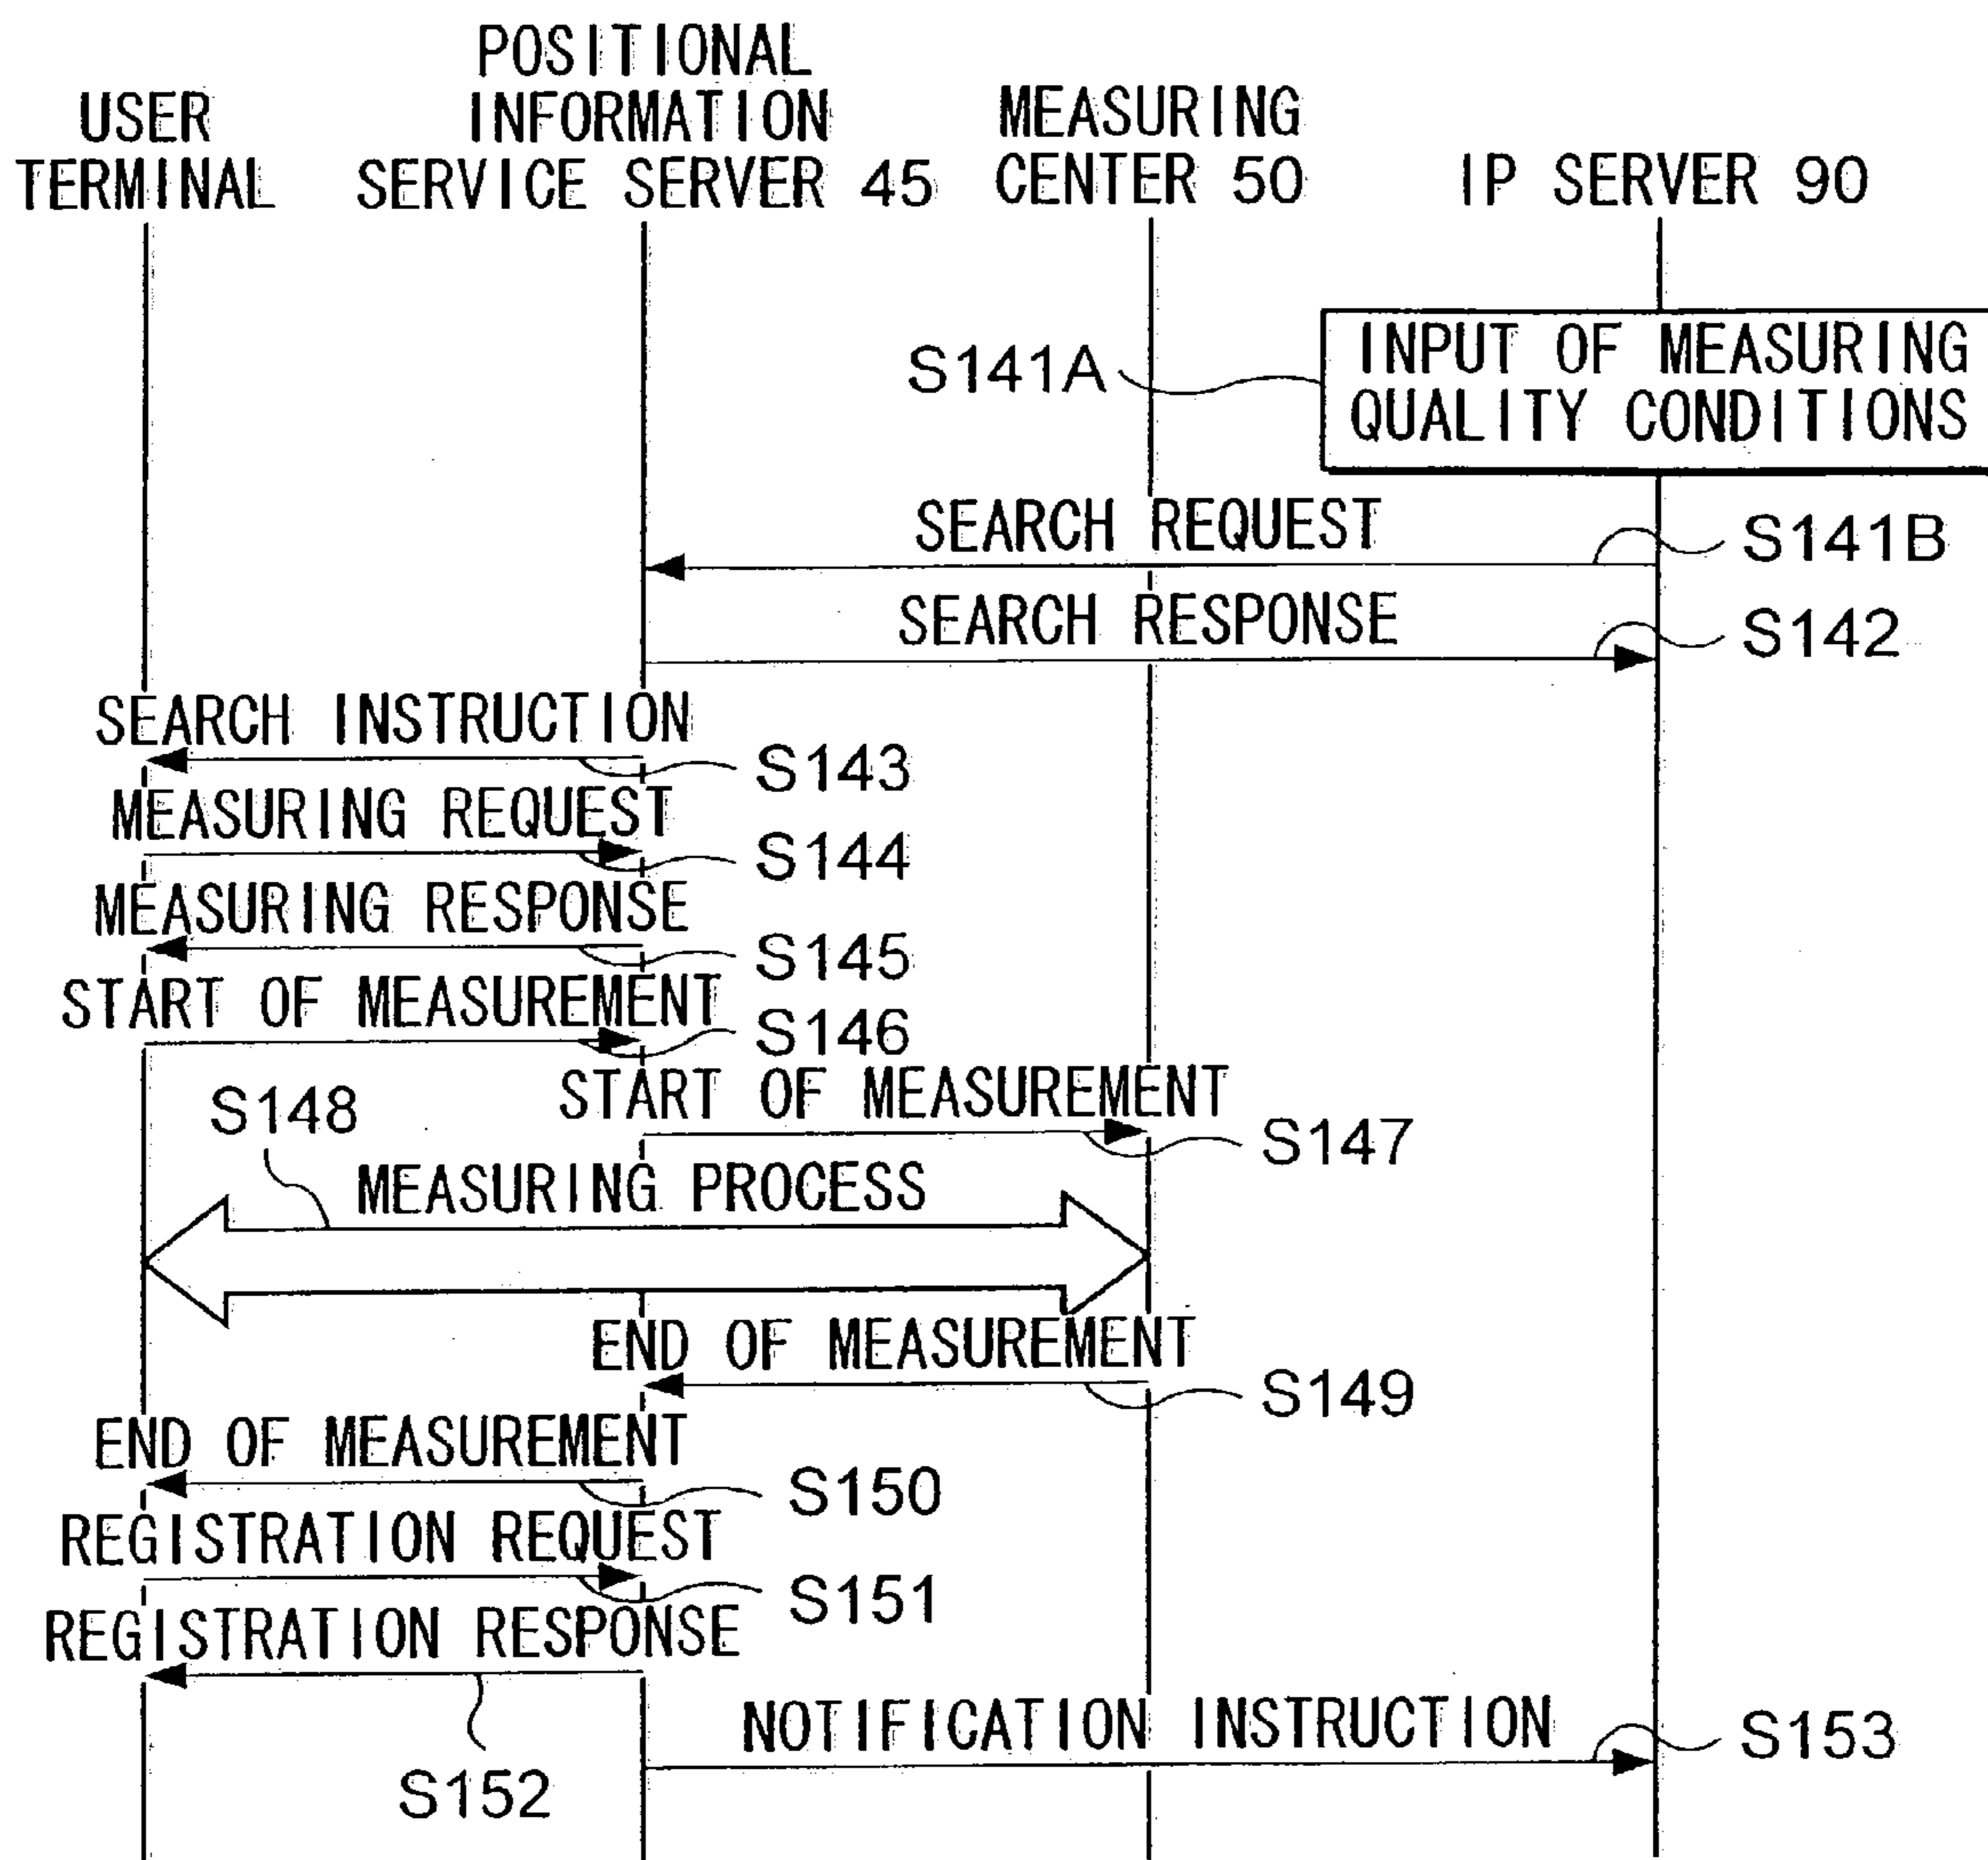 USER
TERMINAL
POSITIONAL
INFORMATION
SERVICE SERVER 45
MEASURING
CENTER 50
IP SERVER 90
S141A
INPUT OF MEASURING
QUALITY CONDITIONS
SEARCH REQUEST
S141B
SEARCH RESPONSE
S142
SEARCH INSTRUCTION
S143
MEASURING REQUEST
S144
MEASURING RESPONSE
S145
START OF MEASUREMENT
S146
START OF MEASUREMENT
S147
S148
MEASURING PROCESS
END OF MEASUREMENT
S149
END OF MEASUREMENT
S150
REGISTRATION REQUEST
S151
REGISTRATION RESPONSE
S152
NOTIFICATION INSTRUCTION
S153